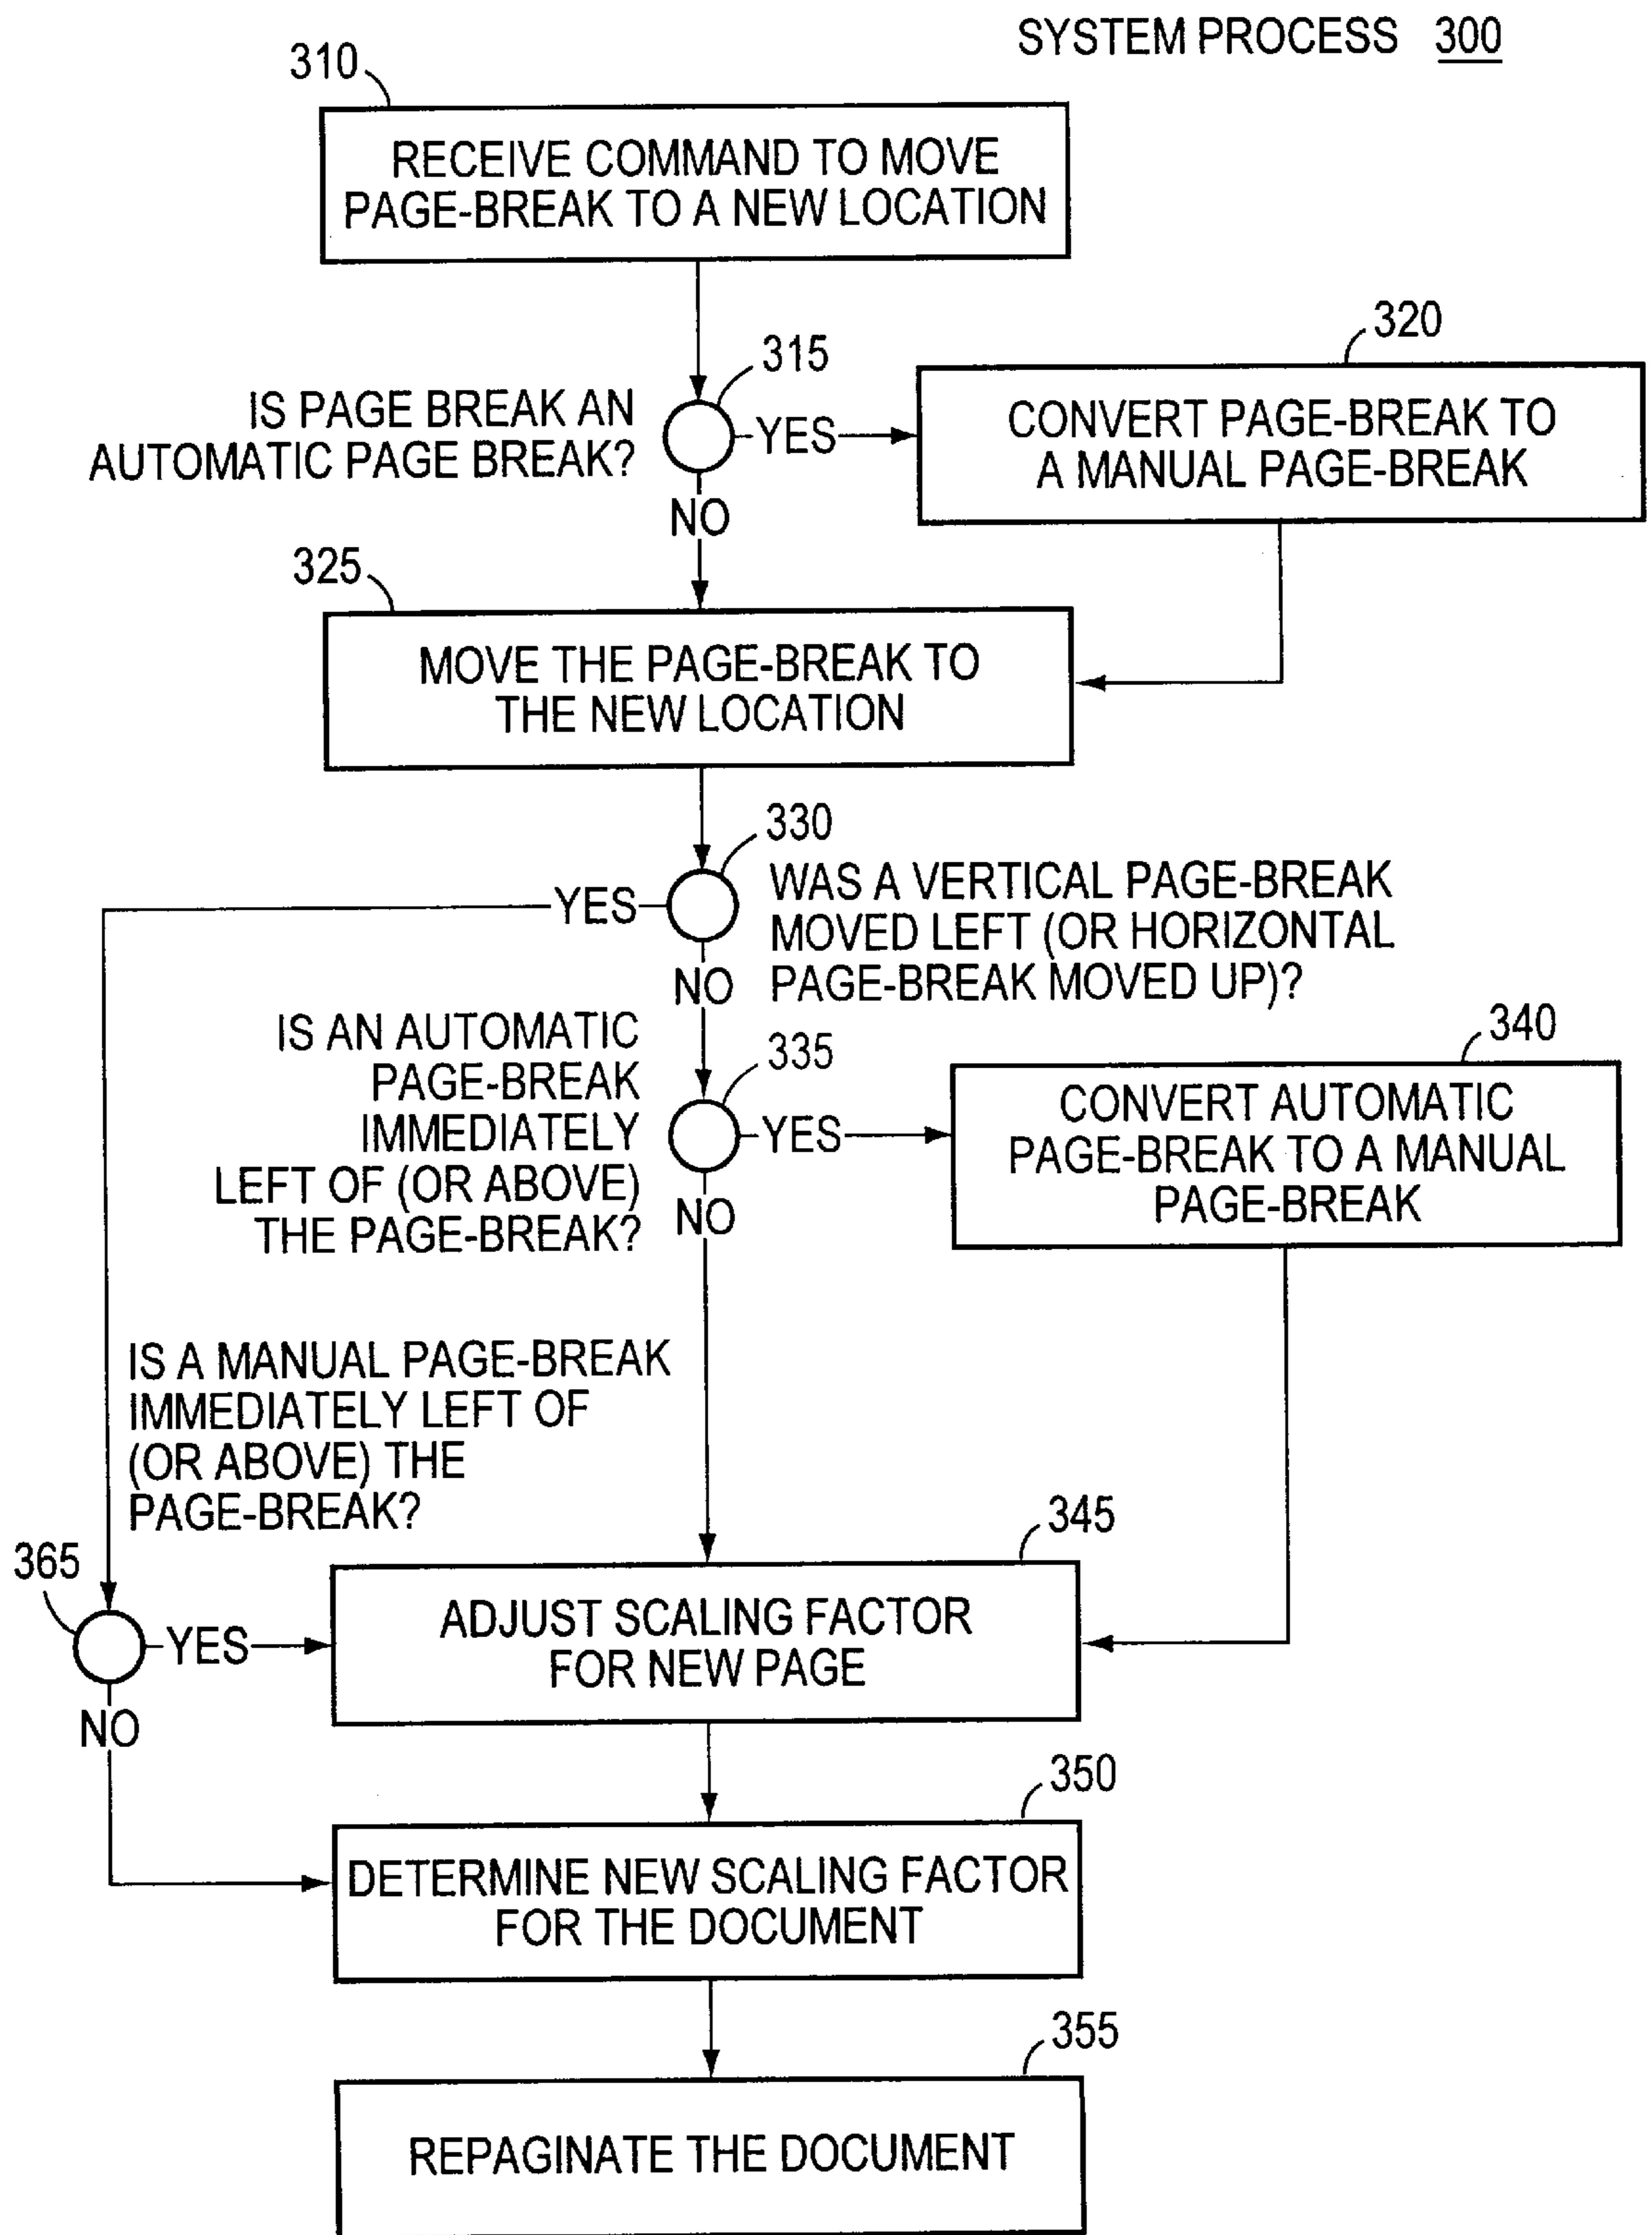 SYSTEM PROCESS 300
310
RECEIVE COMMAND TO MOVE
PAGE-BREAK TO A NEW LOCATION
315
IS PAGE BREAK AN
AUTOMATIC PAGE BREAK?
YES
NO
320
CONVERT PAGE-BREAK TO
A MANUAL PAGE-BREAK
325
MOVE THE PAGE-BREAK TO
THE NEW LOCATION
330
WAS A VERTICAL PAGE-BREAK
MOVED LEFT (OR HORIZONTAL
PAGE-BREAK MOVED UP)?
YES
NO
335
IS AN AUTOMATIC
PAGE-BREAK
IMMEDIATELY
LEFT OF (OR ABOVE)
THE PAGE-BREAK?
YES
NO
340
CONVERT AUTOMATIC
PAGE-BREAK TO A MANUAL
PAGE-BREAK
IS A MANUAL PAGE-BREAK
IMMEDIATELY LEFT OF
(OR ABOVE) THE
PAGE-BREAK?
365
YES
NO
345
ADJUST SCALING FACTOR
FOR NEW PAGE
350
DETERMINE NEW SCALING FACTOR
FOR THE DOCUMENT
355
REPAGINATE THE DOCUMENT